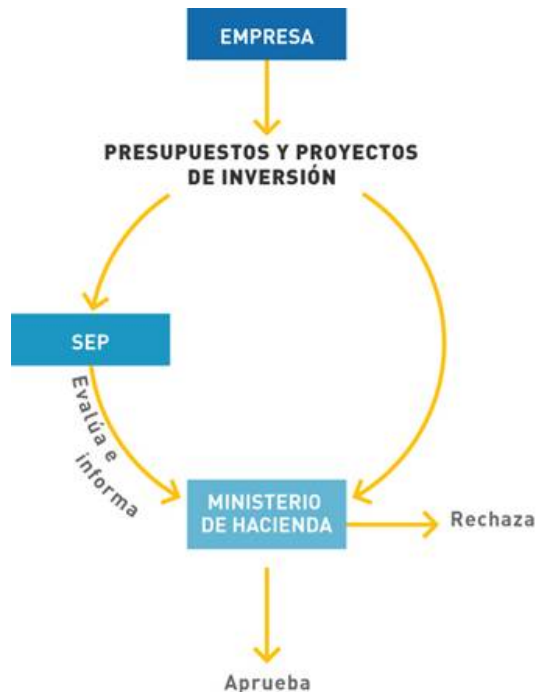 EMPRESA
PRESUPUESTOS Y PROYECTOS
DE INVERSIÓN
SEP
Evalúa e
informa
MINISTERIO
DE HACIENDA
Rechaza
Aprueba